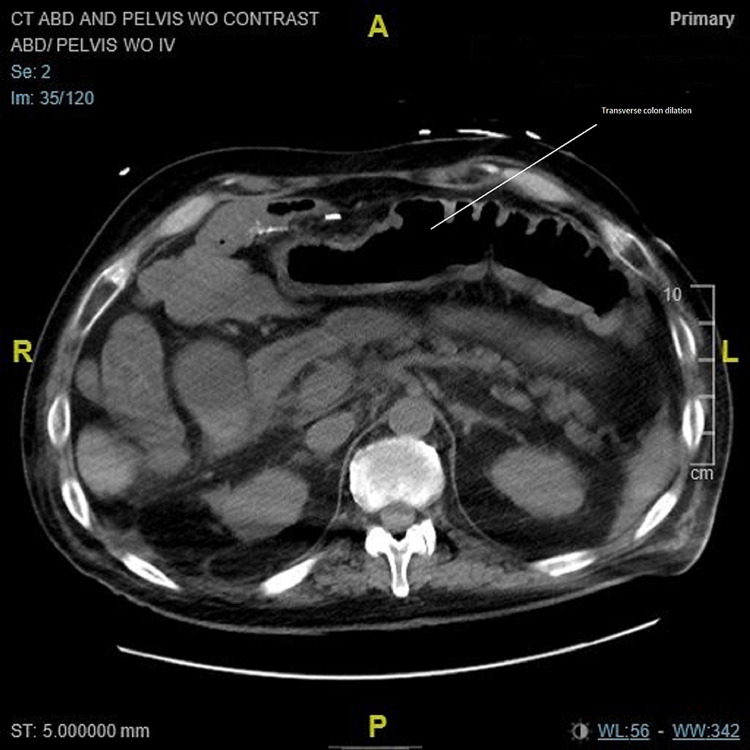 CT ABD AND PELVIS WO CONTRAST
ABD/ PELVIS WO IV
Se: 2
Im: 35/120
A
Primary
Transverse colon dilation
10
R
L
cm
ST: 5.000000 mm
P
WL:56 - WW:342